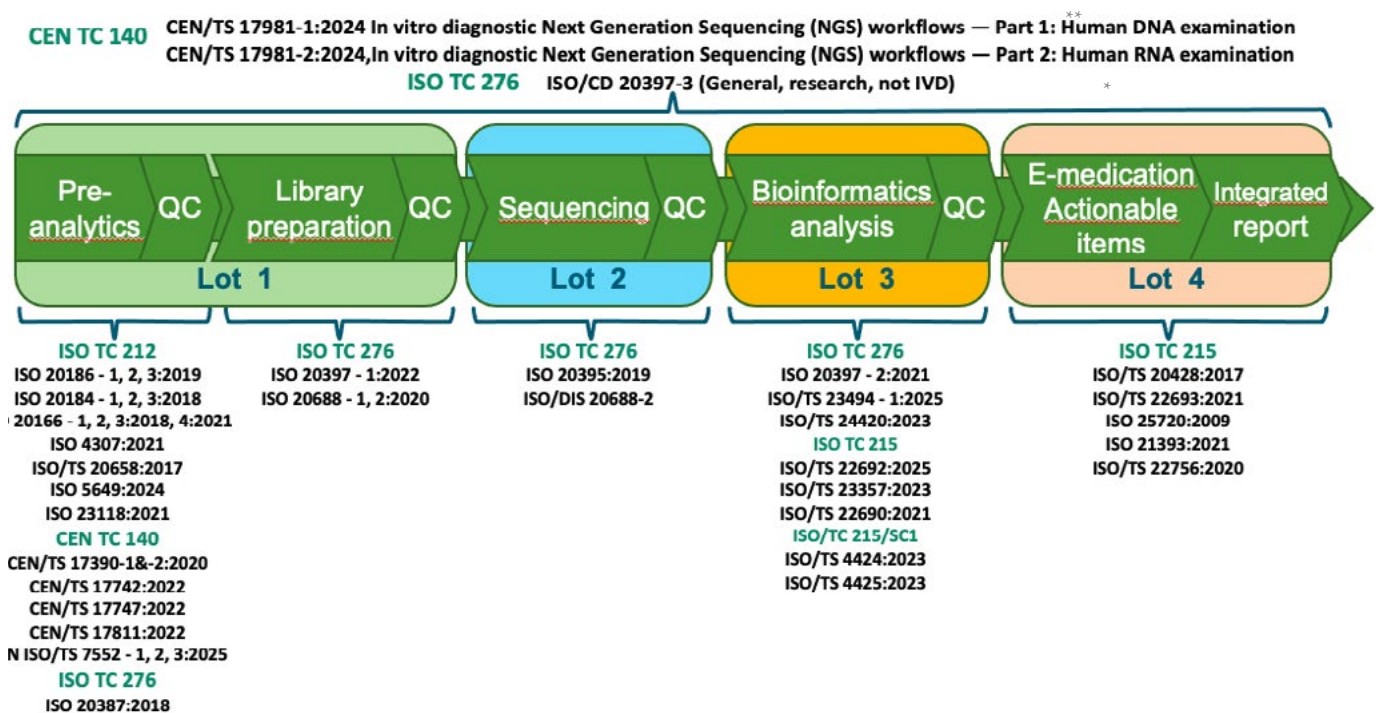 CEN TC 140
CEN/TS 17981-1:2024 In vitro diagnostic Next Generation Sequencing (NGS) workflows — Part 1: Human DNA examination
**
CEN/TS 17981-2:2024,In vitro diagnostic Next Generation Sequencing (NGS) workflows — Part 2: Human RNA examination
ISO TC 276 ISO/CD 20397-3 (General, research, not IVD)
*
Pre-
analytics
QC
Library
preparation
QC
Sequencing
QC
Bioinformatics
analysis
QC
E-medication
Actionable
items
Integrated
report
Lot 1
Lot 2
Lot 3
Lot 4
ISO TC 212
ISO 20186 - 1, 2, 3:2019
ISO 20184 - 1, 2, 3:2018
20166 - 1, 2, 3:2018, 4:2021
ISO 4307:2021
ISO/TS 20658:2017
ISO 5649:2024
ISO 23118:2021
CEN TC 140
CEN/TS 17390-1&-2:2020
CEN/TS 17742:2022
CEN/TS 17747:2022
CEN/TS 17811:2022
N ISO/TS 7552 - 1, 2, 3:2025
ISO TC 276
ISO 20387:2018
ISO TC 276
ISO 20397 - 1:2022
ISO 20688 - 1, 2:2020
ISO TC 276
ISO 20395:2019
ISO/DIS 20688-2
ISO TC 276
ISO 20397 - 2:2021
ISO/TS 23494 - 1:2025
ISO/TS 24420:2023
ISO TC 215
ISO/TS 22692:2025
ISO/TS 23357:2023
ISO/TS 22690:2021
ISO/TC 215/SC1
ISO/TS 4424:2023
ISO/TS 4425:2023
ISO TC 215
ISO/TS 20428:2017
ISO/TS 22693:2021
ISO 25720:2009
ISO 21393:2021
ISO/TS 22756:2020